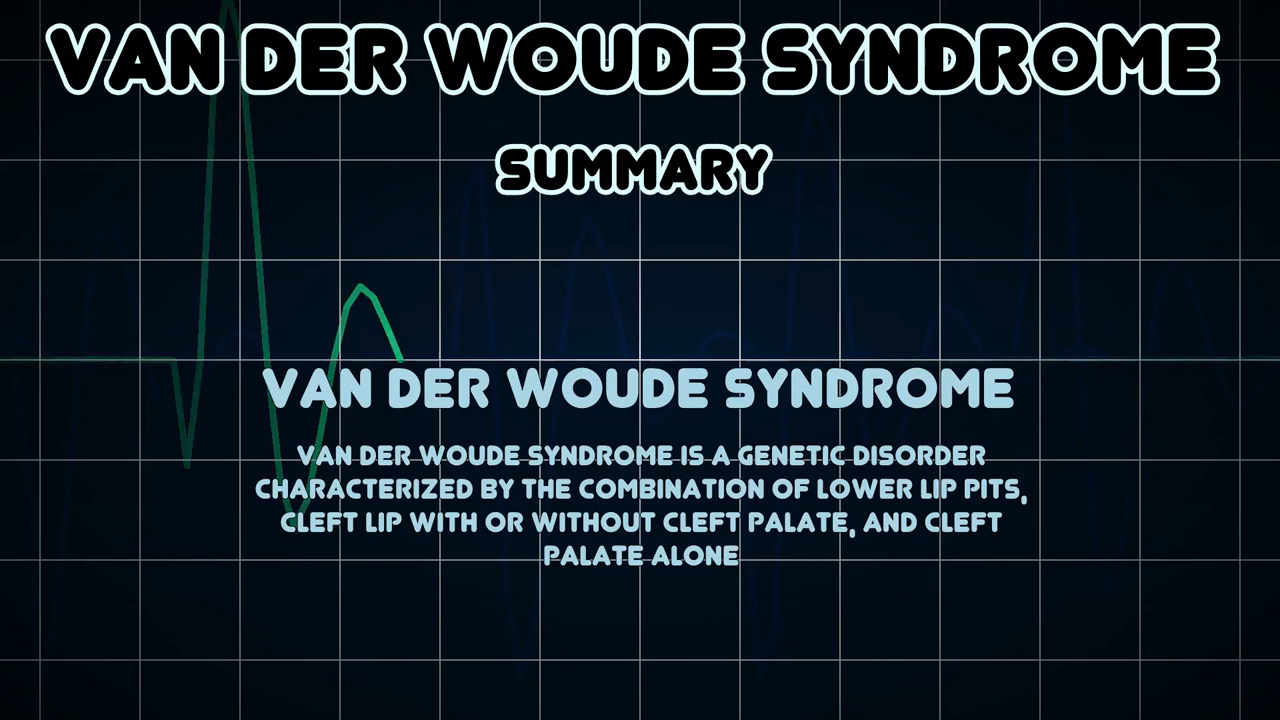 VAN DER WOUDE SYNDROME
SUMMARY
VAN DER WOUDE SYNDROME
VAN DER WOUDE SYNDROME IS A GENETIC DISORDER
CHARACTERIZED BY THE COMBINATION OF LOWER LIP PITS,
CLEFT LIP WITH OR WITHOUT CLEFT PALATE, AND CLEFT
PALATE ALONE